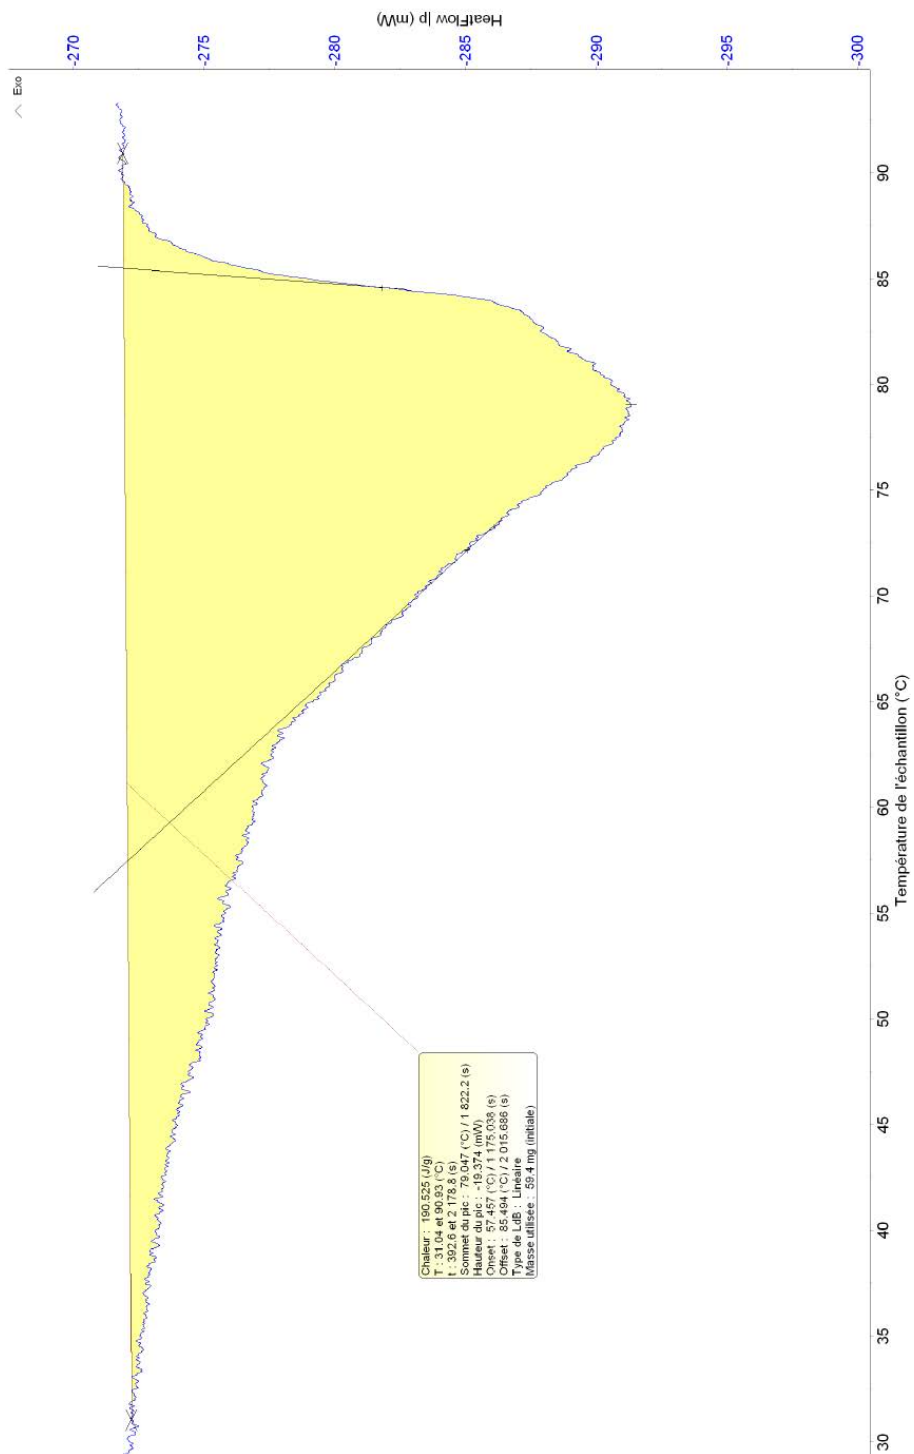 HeatFlow |p (mW)
-270
-275
-280
-285
-290
-295
-300
Exo
Chaleur : 190.525 (J/g)
T : 31.04 et 90.93 (°C)
t : 392.6 et 2 178.8 (s)
Sommet du pic : 79.047 (°C) / 1 822.2 (s)
Hauteur du pic : -19.374 (mW)
Onset : 57.457 (°C) / 1 175.038 (s)
Offset : 85.494 (°C) / 2 015.686 (s)
Type de LdB : Linéaire
Masse utilisée : 59.4 mg (initiale)
30
35
40
45
50
55
60
65
70
75
80
85
90
Température de l'échantillon (°C)